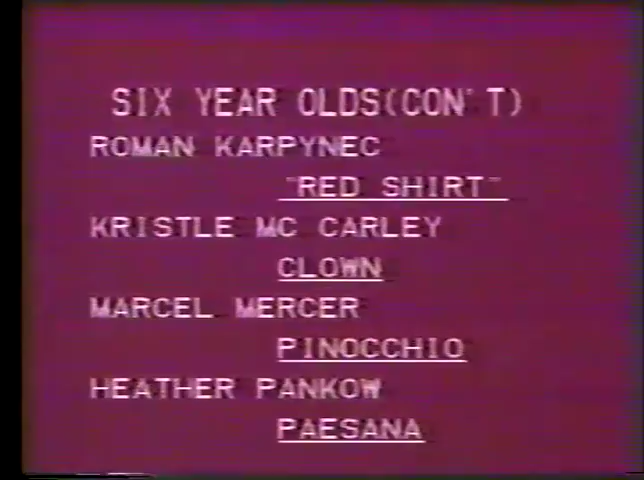 SIX YEAR OLDS(CON'T)
ROMAN KARPYNEC
"RED SHIRT"
KRISTLE MC CARLEY
CLOWN
MARCEL MERCER
PINOCCHIO
HEATHER PANKOW
PAESANA